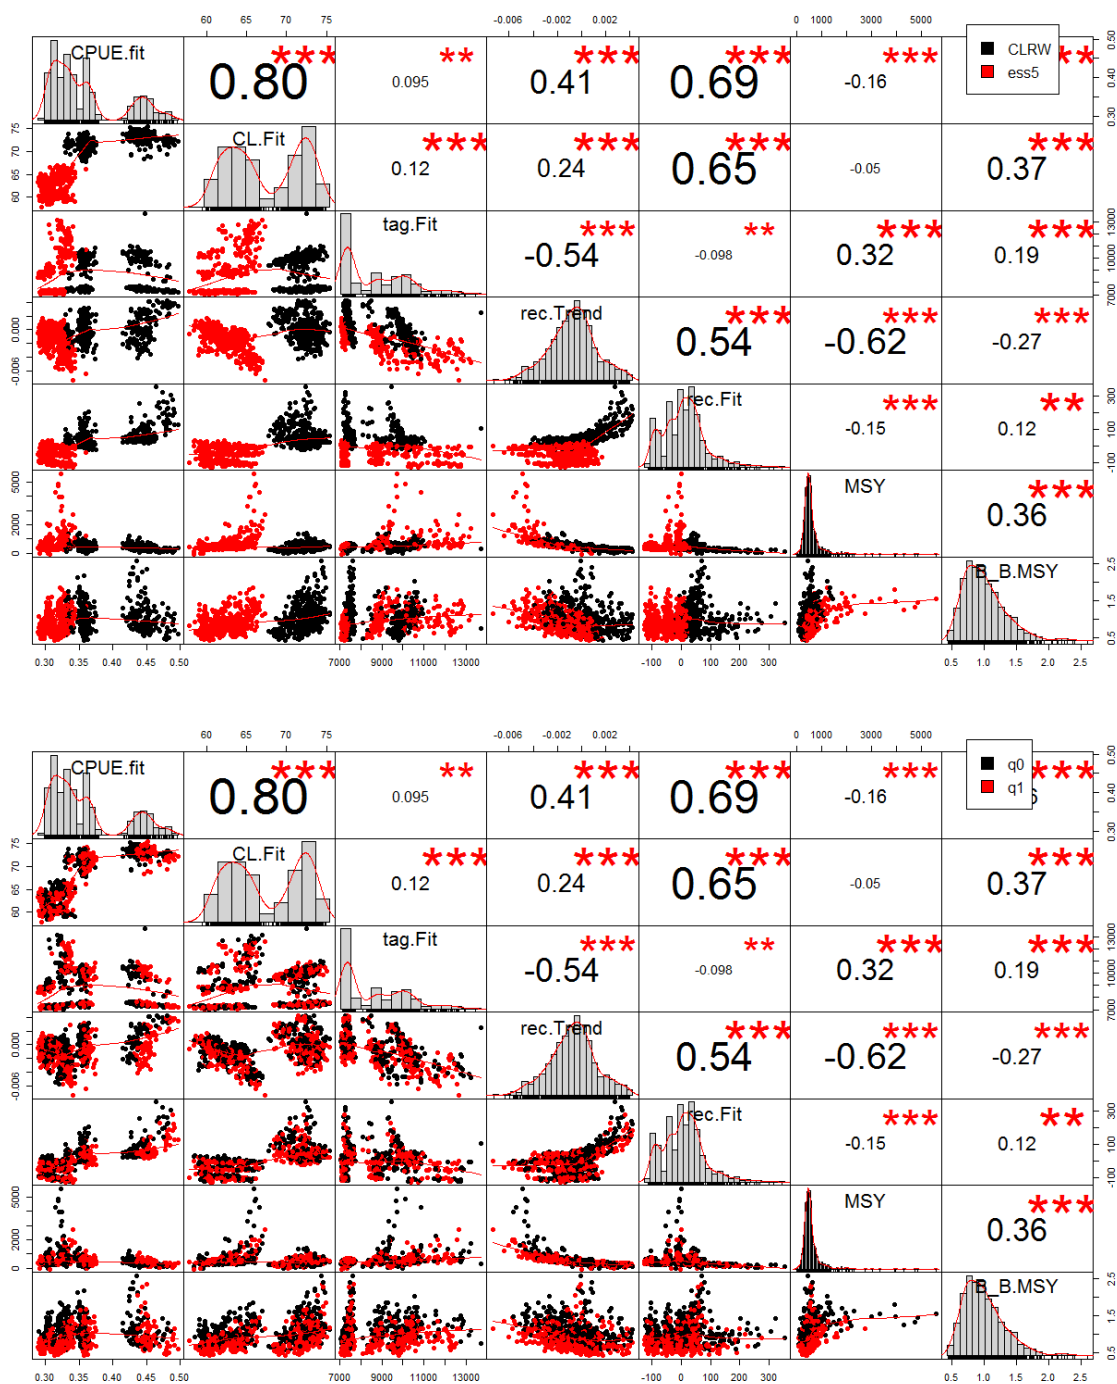 60 65 70 75 -0.006 -0.002 0.002 0 1000 3000 5000
CPUE.fit 0.80 *** 0.095 ** 0.41 *** 0.69 *** -0.16 *** ** 0.30 0.40 0.50
CLRW
ess5
60 65 70 75 CL.Fit 0.12 *** 0.24 *** 0.65 *** -0.05 0.37 ***
tag.Fit -0.54 *** -0.098 ** 0.32 *** 0.19 *** 7000 10000 13000
-0.006 0.000 rec.Trend 0.54 *** -0.62 *** -0.27 ***
rec.Fit -0.15 *** 0.12 ** -100 100 300
0 2000 5000 MSY 0.36 ***
B_B.MSY 0.5 1.5 2.5
0.30 0.35 0.40 0.45 0.50 7000 9000 11000 13000 -100 0 100 200 300 0.5 1.0 1.5 2.0 2.5
60 65 70 75 -0.006 -0.002 0.002 0 1000 3000 5000
CPUE.fit 0.80 *** 0.095 ** 0.41 *** 0.69 *** -0.16 *** *** 0.30 0.40 0.50
q0
q1
60 65 70 75 CL.Fit 0.12 *** 0.24 *** 0.65 *** -0.05 0.37 ***
tag.Fit -0.54 *** -0.098 ** 0.32 *** 0.19 *** 7000 10000 13000
-0.006 0.000 rec.Trend 0.54 *** -0.62 *** -0.27 ***
rec.Fit -0.15 *** 0.12 ** -100 100 300
0 2000 5000 MSY 0.36 ***
B_B.MSY 0.5 1.5 2.5
0.30 0.35 0.40 0.45 0.50 7000 9000 11000 13000 -100 0 100 200 300 0.5 1.0 1.5 2.0 2.5